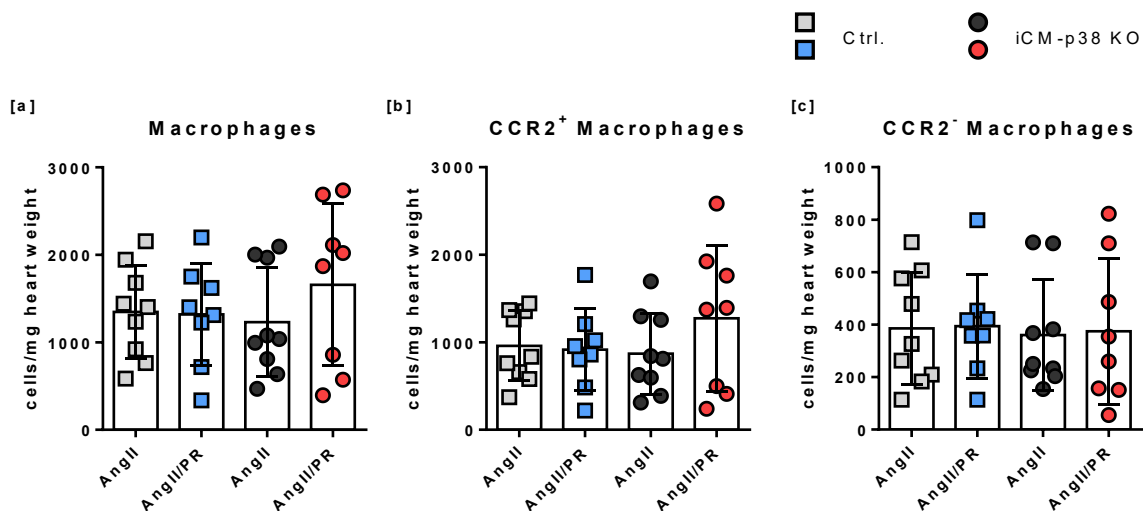 Ctrl.
iCM-p38 KO
[a]
Macrophages
cells/mg heart weight
3000
2000
1000
0
AngII
AngII/PR
AngII
AngII/PR
[b]
CCR2⁺ Macrophages
cells/mg heart weight
3000
2000
1000
0
AngII
AngII/PR
AngII
AngII/PR
[c]
CCR2⁻ Macrophages
cells/mg heart weight
1000
800
600
400
200
0
AngII
AngII/PR
AngII
AngII/PR